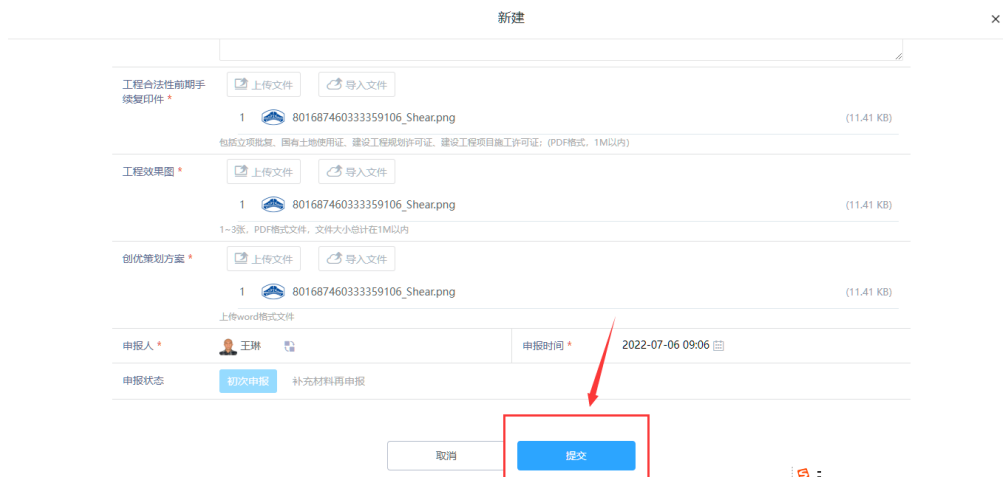 新建
×
工程合法性前期手
续复印件 *
上传文件 导入文件
1 801687460333359106_Shear.png (11.41 KB)
包括立项批复、国有土地使用证、建设工程规划许可证、建设工程项目施工许可证；(PDF格式，1M以内)
工程效果图 *
上传文件 导入文件
1 801687460333359106_Shear.png (11.41 KB)
1~3张，PDF格式文件，文件大小总计在1M以内
创优策划方案 *
上传文件 导入文件
1 801687460333359106_Shear.png (11.41 KB)
上传word格式文件
申报人 * 王琳 申报时间 * 2022-07-06 09:06
申报状态 初次申报 补充材料再申报
取消 提交